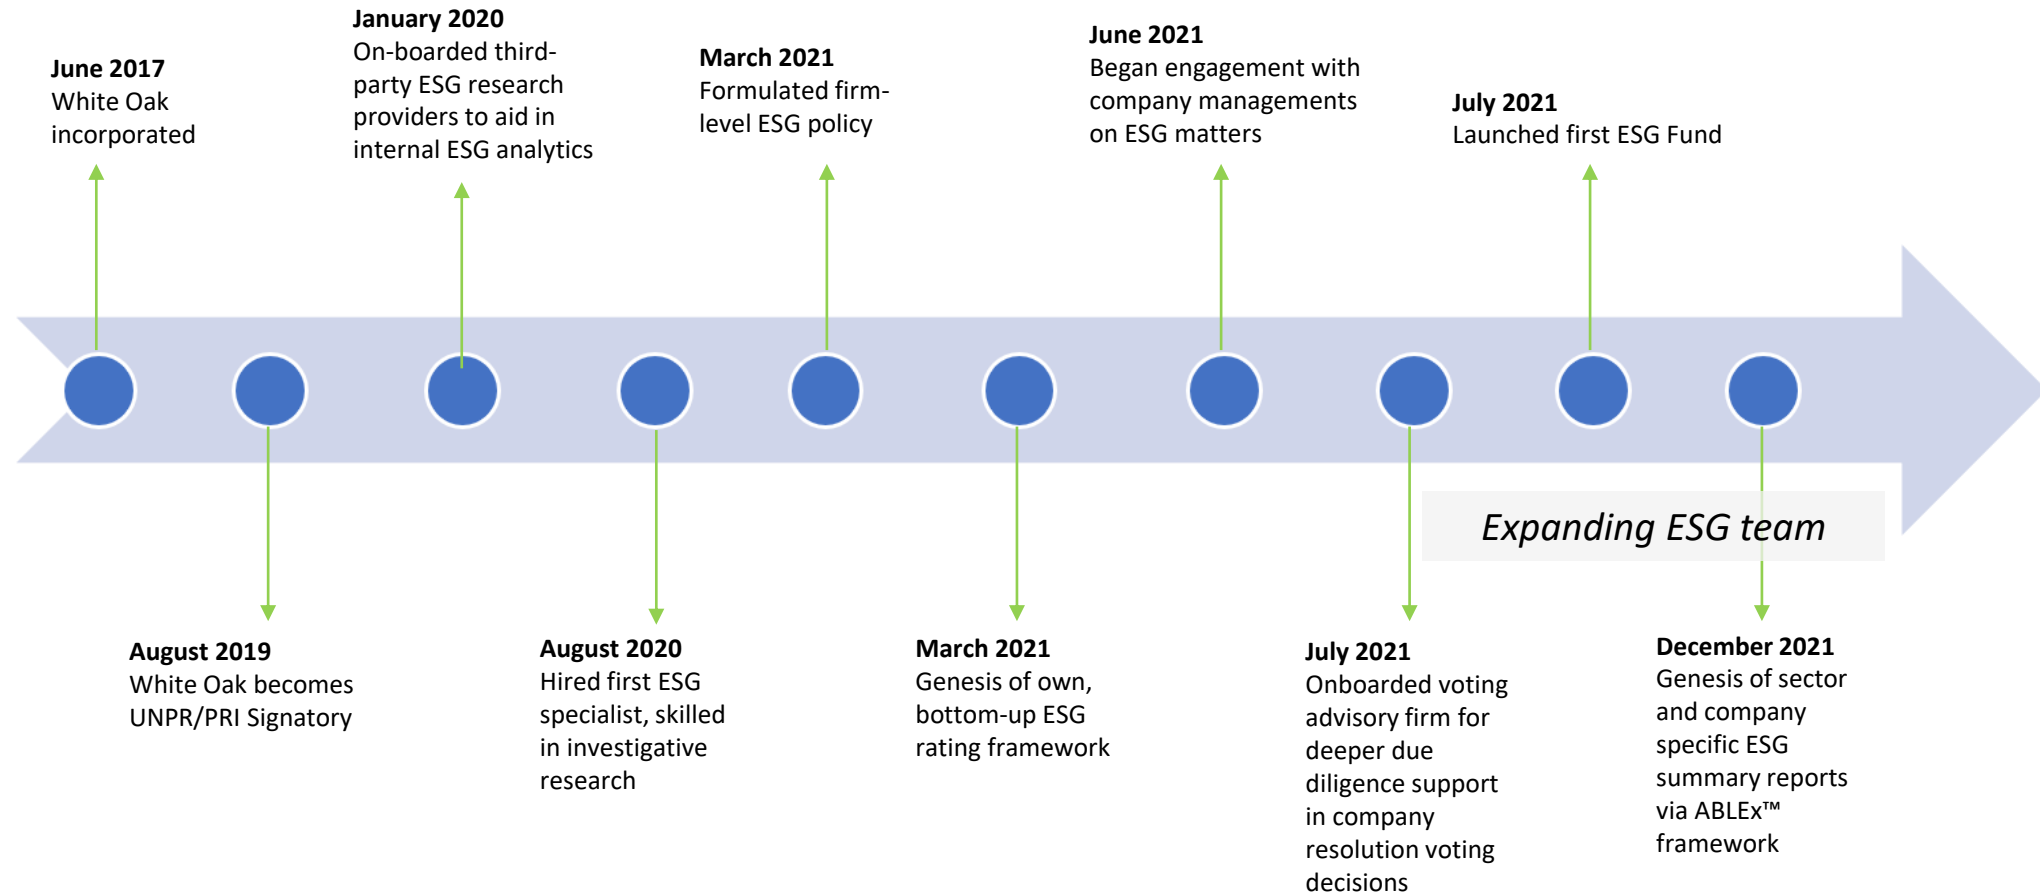 June 2017
White Oak
incorporated
January 2020
On-boarded third-
party ESG research
providers to aid in
internal ESG analytics
March 2021
Formulated firm-
level ESG policy
June 2021
Began engagement with
company managements
on ESG matters
July 2021
Launched first ESG Fund
Expanding ESG team
August 2019
White Oak becomes
UNPR/PRI Signatory
August 2020
Hired first ESG
specialist, skilled
in investigative
research
March 2021
Genesis of own,
bottom-up ESG
rating framework
July 2021
Onboarded voting
advisory firm for
deeper due
diligence support
in company
resolution voting
decisions
December 2021
Genesis of sector
and company
specific ESG
summary reports
via ABLEx™
framework